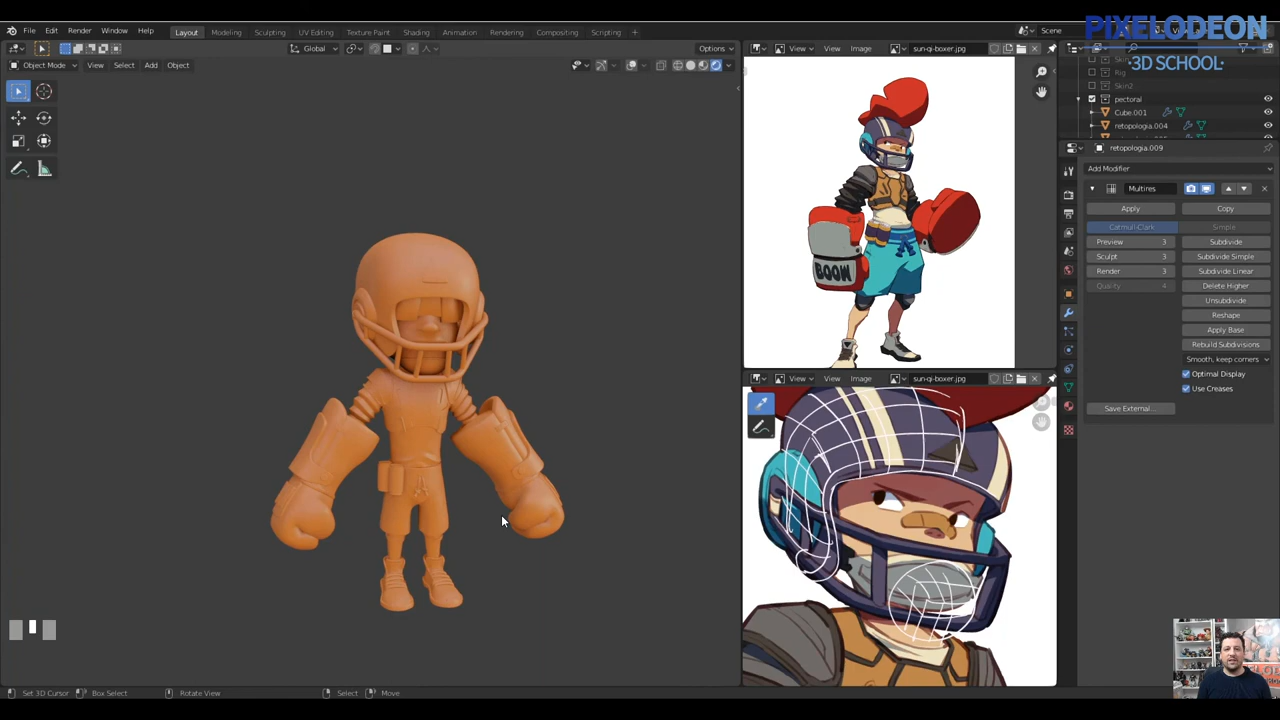 File Edit Render Window Help Layout Modeling Sculpting UV Editing Texture Paint Shading Animation Rendering Compositing Scripting + Scene
PIXELODEON
·3D SCHOOL·
Global Options View Image sun-qi-boxer.jpg
Object Mode View Select Add Object
Rig
Skin2
pectoral
Cube.001
retopologia.004
retopologia.009
Add Modifier
Multires
Apply Copy
Catmull-Clark Simple
Preview 3 Subdivide
Sculpt 3 Subdivide Simple
Render 3 Subdivide Linear
Quality 4 Delete Higher
Unsubdivide
Reshape
Apply Base
Rebuild Subdivisions
Smooth, keep corners
Optimal Display
Use Creases
Save External...
BOOM
View View Image sun-qi-boxer.jpg
Set 3D Cursor Box Select Rotate View Select Move